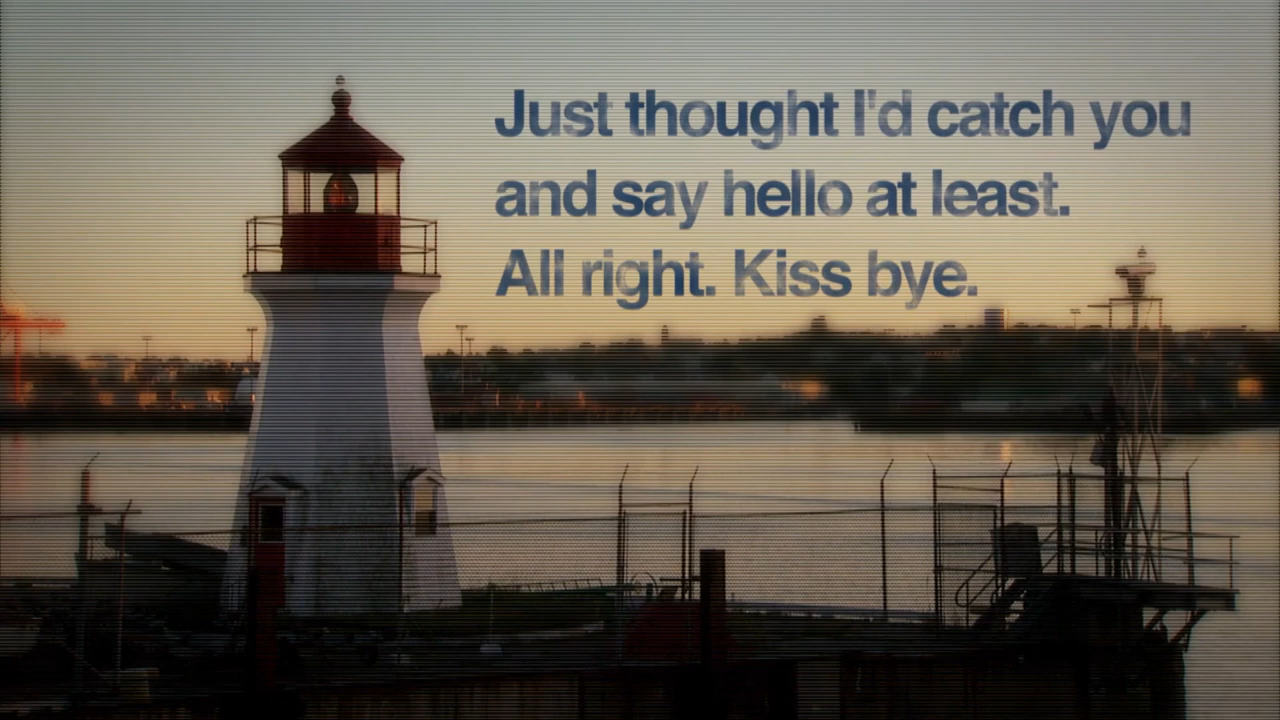 Just thought I'd catch you
and say hello at least.
All right. Kiss bye.